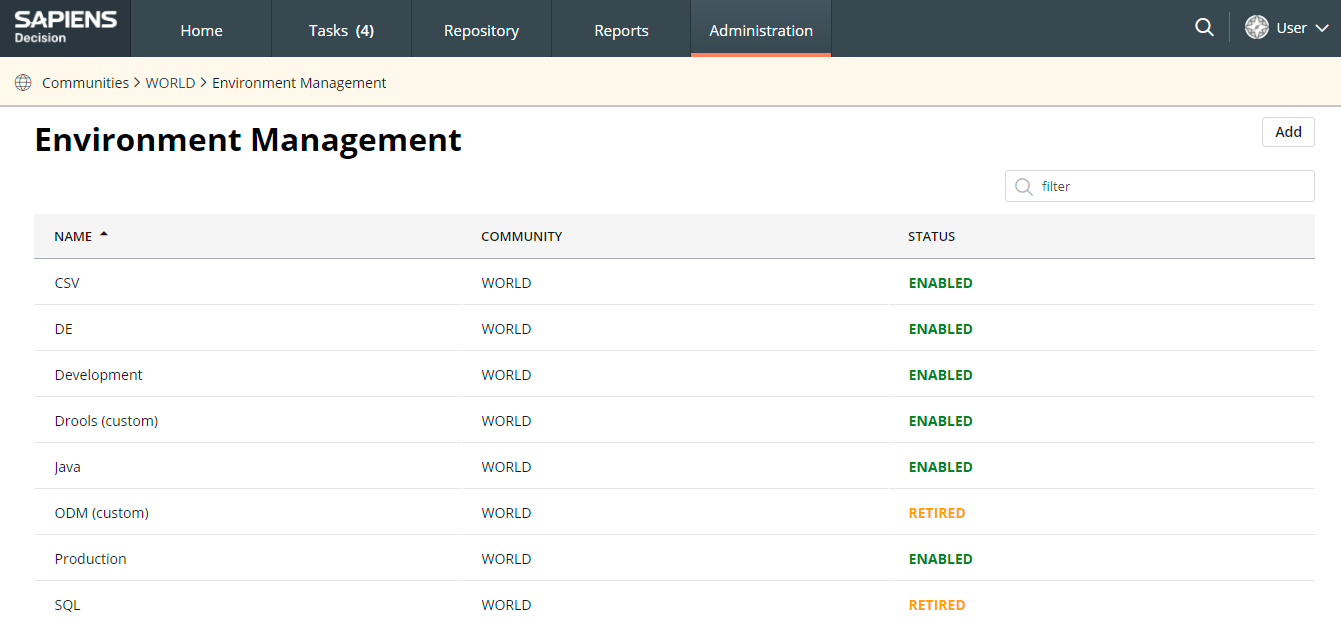 SAPIENS
Decision
Home
Tasks (4)
Repository
Reports
Administration
User
Communities > WORLD > Environment Management
Environment Management
Add
filter
NAME COMMUNITY STATUS
CSV WORLD ENABLED
DE WORLD ENABLED
Development WORLD ENABLED
Drools (custom) WORLD ENABLED
Java WORLD ENABLED
ODM (custom) WORLD RETIRED
Production WORLD ENABLED
SQL WORLD RETIRED